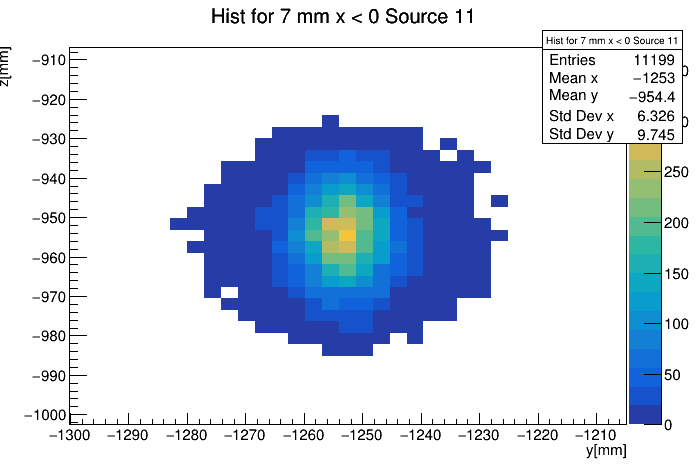 Hist for 7 mm x < 0 Source 11
z[mm]
Hist for 7 mm x < 0 Source 11
Entries 11199
Mean x −1253
Mean y −954.4
Std Dev x 6.326
Std Dev y 9.745
−910
−920
−930
−940
−950
−960
−970
−980
−990
−1000
250
200
150
100
50
0
−1300 −1290 −1280 −1270 −1260 −1250 −1240 −1230 −1220 −1210
y[mm]